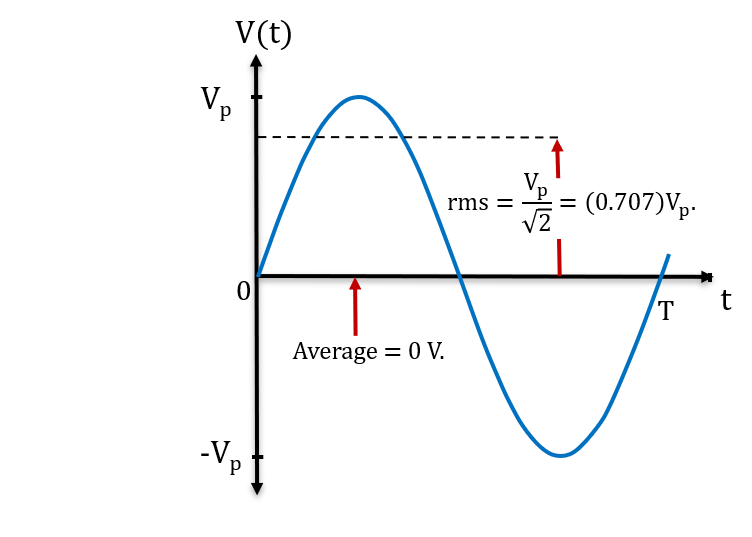 V(t)
Vp
rms = Vp/√2 = (0.707)Vp.
0
t
T
Average = 0 V.
-Vp